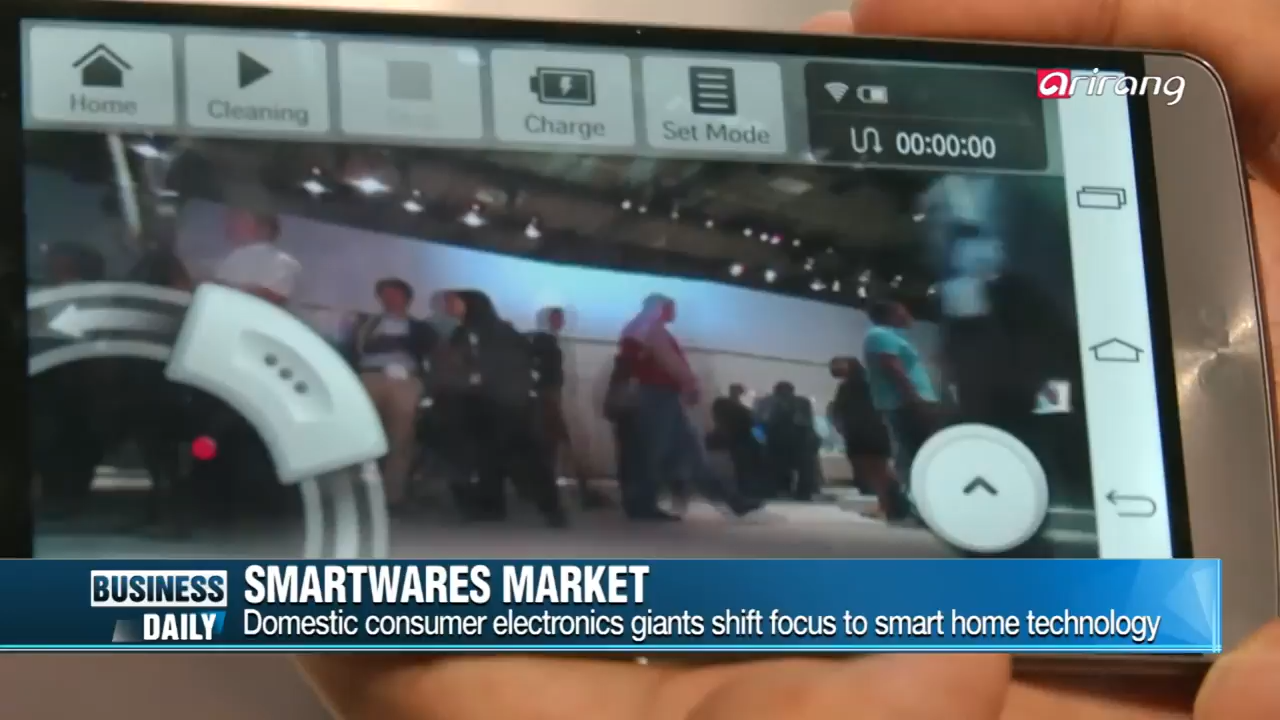 Home
Cleaning
Charge
Set Mode
00:00:00
arirang
BUSINESS
DAILY
SMARTWARES MARKET
Domestic consumer electronics giants shift focus to smart home technology